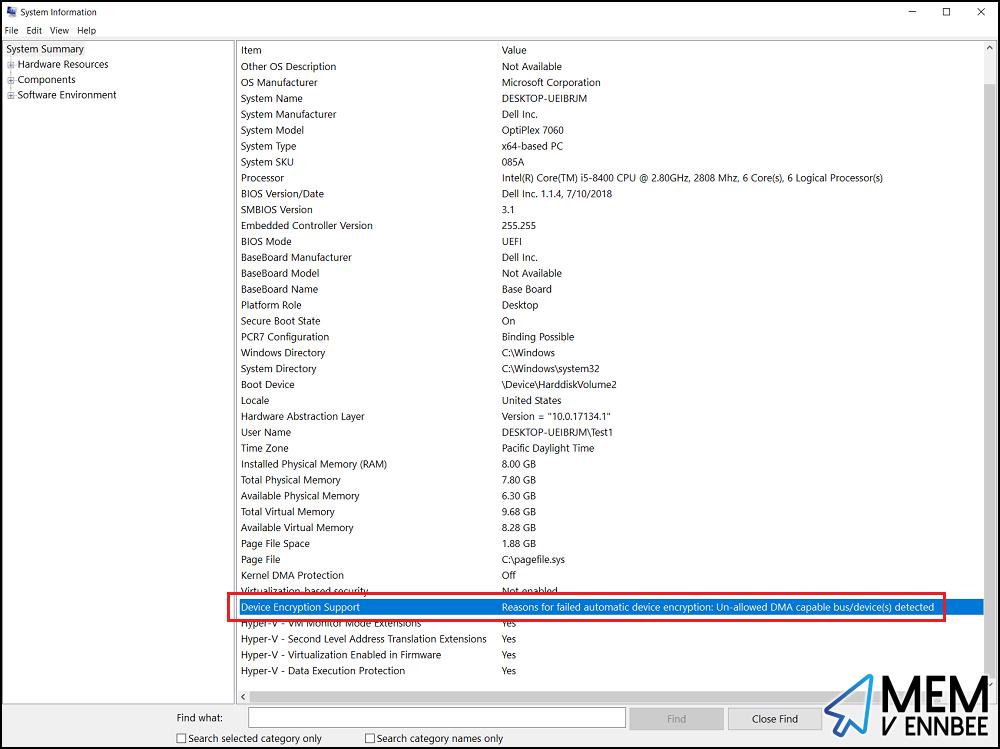 System Information
File Edit View Help
System Summary
Hardware Resources
Components
Software Environment
Item Value
Other OS Description Not Available
OS Manufacturer Microsoft Corporation
System Name DESKTOP-UEIBRJM
System Manufacturer Dell Inc.
System Model OptiPlex 7060
System Type x64-based PC
System SKU 085A
Processor Intel(R) Core(TM) i5-8400 CPU @ 2.80GHz, 2808 Mhz, 6 Core(s), 6 Logical Processor(s)
BIOS Version/Date Dell Inc. 1.1.4, 7/10/2018
SMBIOS Version 3.1
Embedded Controller Version 255.255
BIOS Mode UEFI
BaseBoard Manufacturer Dell Inc.
BaseBoard Model Not Available
BaseBoard Name Base Board
Platform Role Desktop
Secure Boot State On
PCR7 Configuration Binding Possible
Windows Directory C:\Windows
System Directory C:\Windows\system32
Boot Device \Device\HarddiskVolume2
Locale United States
Hardware Abstraction Layer Version = "10.0.17134.1"
User Name DESKTOP-UEIBRJM\Test1
Time Zone Pacific Daylight Time
Installed Physical Memory (RAM) 8.00 GB
Total Physical Memory 7.80 GB
Available Physical Memory 6.30 GB
Total Virtual Memory 9.68 GB
Available Virtual Memory 8.28 GB
Page File Space 1.88 GB
Page File C:\pagefile.sys
Kernel DMA Protection Off
Virtualization-based security Not enabled
Device Encryption Support Reasons for failed automatic device encryption: Un-allowed DMA capable bus/device(s) detected
Hyper-V - VM Monitor Mode Extensions Yes
Hyper-V - Second Level Address Translation Extensions Yes
Hyper-V - Virtualization Enabled in Firmware Yes
Hyper-V - Data Execution Protection Yes
Find what: Find Close Find
Search selected category only Search category names only
MEM
V ENNBEE